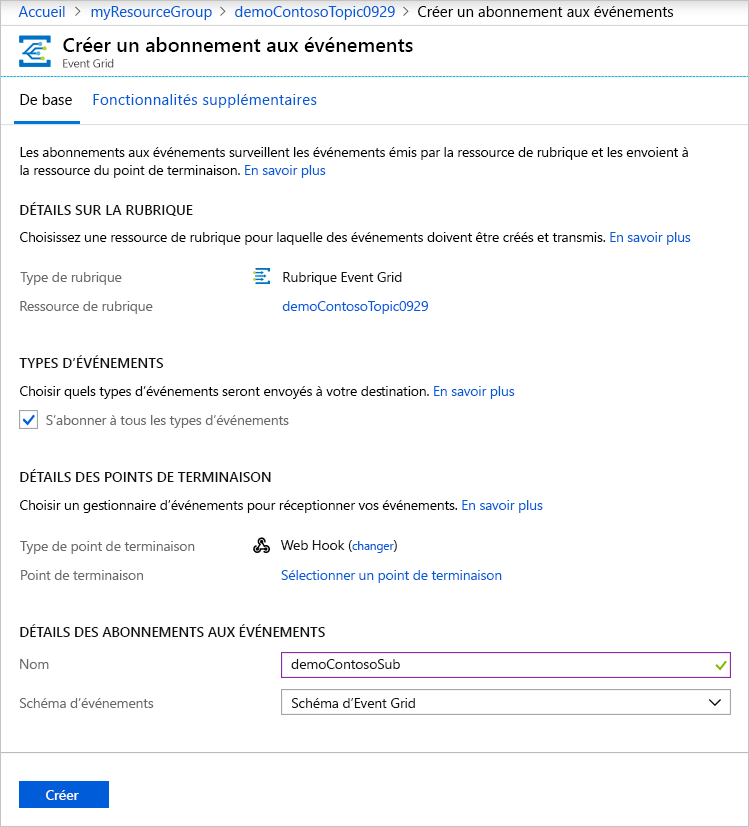 Accueil > myResourceGroup > demoContosoTopic0929 > Créer un abonnement aux événements
Créer un abonnement aux événements
Event Grid
De base Fonctionnalités supplémentaires
Les abonnements aux événements surveillent les événements émis par la ressource de rubrique et les envoient à
la ressource du point de terminaison. En savoir plus
DÉTAILS SUR LA RUBRIQUE
Choisissez une ressource de rubrique pour laquelle des événements doivent être créés et transmis. En savoir plus
Type de rubrique Rubrique Event Grid
Ressource de rubrique demoContosoTopic0929
TYPES D’ÉVÉNEMENTS
Choisir quels types d’événements seront envoyés à votre destination. En savoir plus
S’abonner à tous les types d’événements
DÉTAILS DES POINTS DE TERMINAISON
Choisir un gestionnaire d’événements pour réceptionner vos événements. En savoir plus
Type de point de terminaison Web Hook (changer)
Point de terminaison Sélectionner un point de terminaison
DÉTAILS DES ABONNEMENTS AUX ÉVÉNEMENTS
Nom demoContosoSub
Schéma d’événements Schéma d’Event Grid
Créer